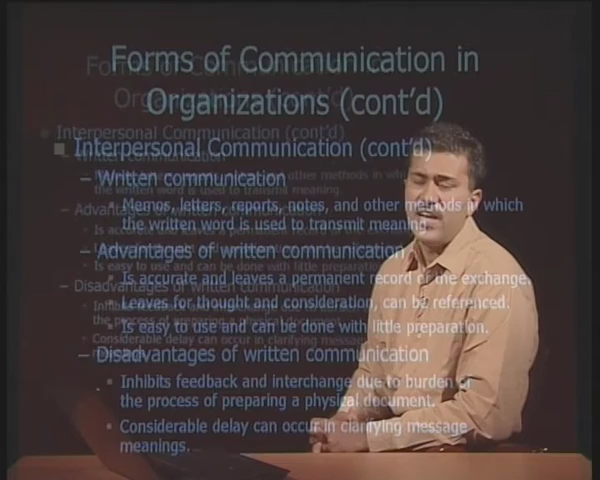 Forms of Communication in
Organizations (cont'd)
Interpersonal Communication (cont'd)
– Written communication
Memos, letters, reports, notes, and other methods in which
the written word is used to transmit meaning.
– Advantages of written communication
Is accurate and leaves a permanent record of the exchange.
Leaves for thought and consideration, can be referenced.
Is easy to use and can be done with little preparation.
– Disadvantages of written communication
Inhibits feedback and interchange due to burden of
the process of preparing a physical document.
Considerable delay can occur in clarifying message
meanings.